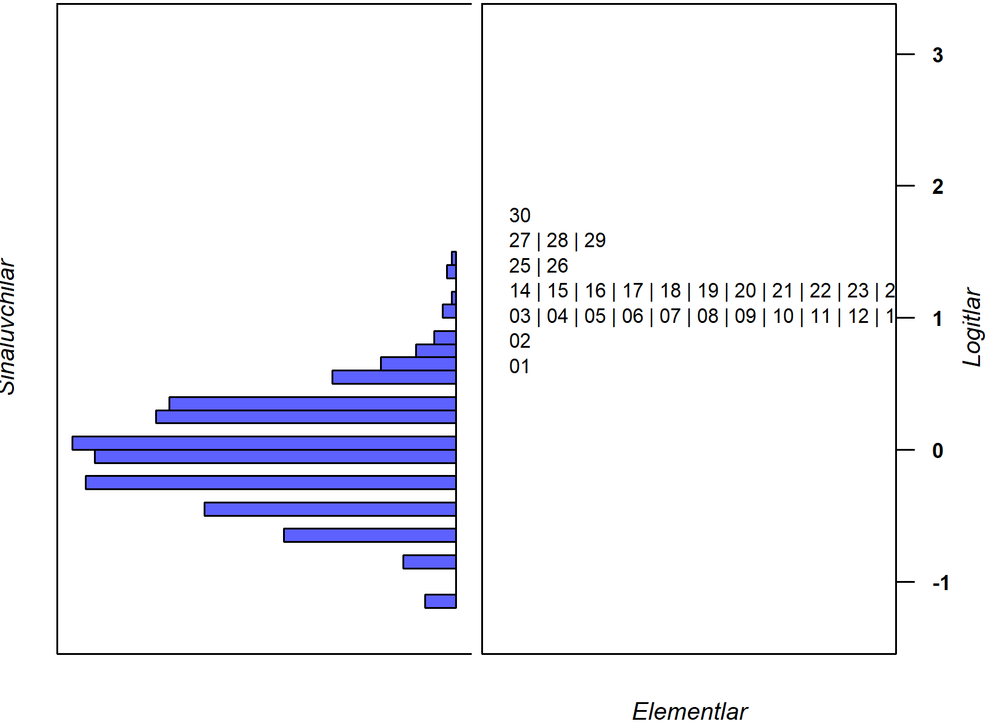 Sinaluvchilar
30
27 | 28 | 29
25 | 26
14 | 15 | 16 | 17 | 18 | 19 | 20 | 21 | 22 | 23 | 2
03 | 04 | 05 | 06 | 07 | 08 | 09 | 10 | 11 | 12 | 1
02
01
3
2
1
0
-1
Logitlar
Elementlar